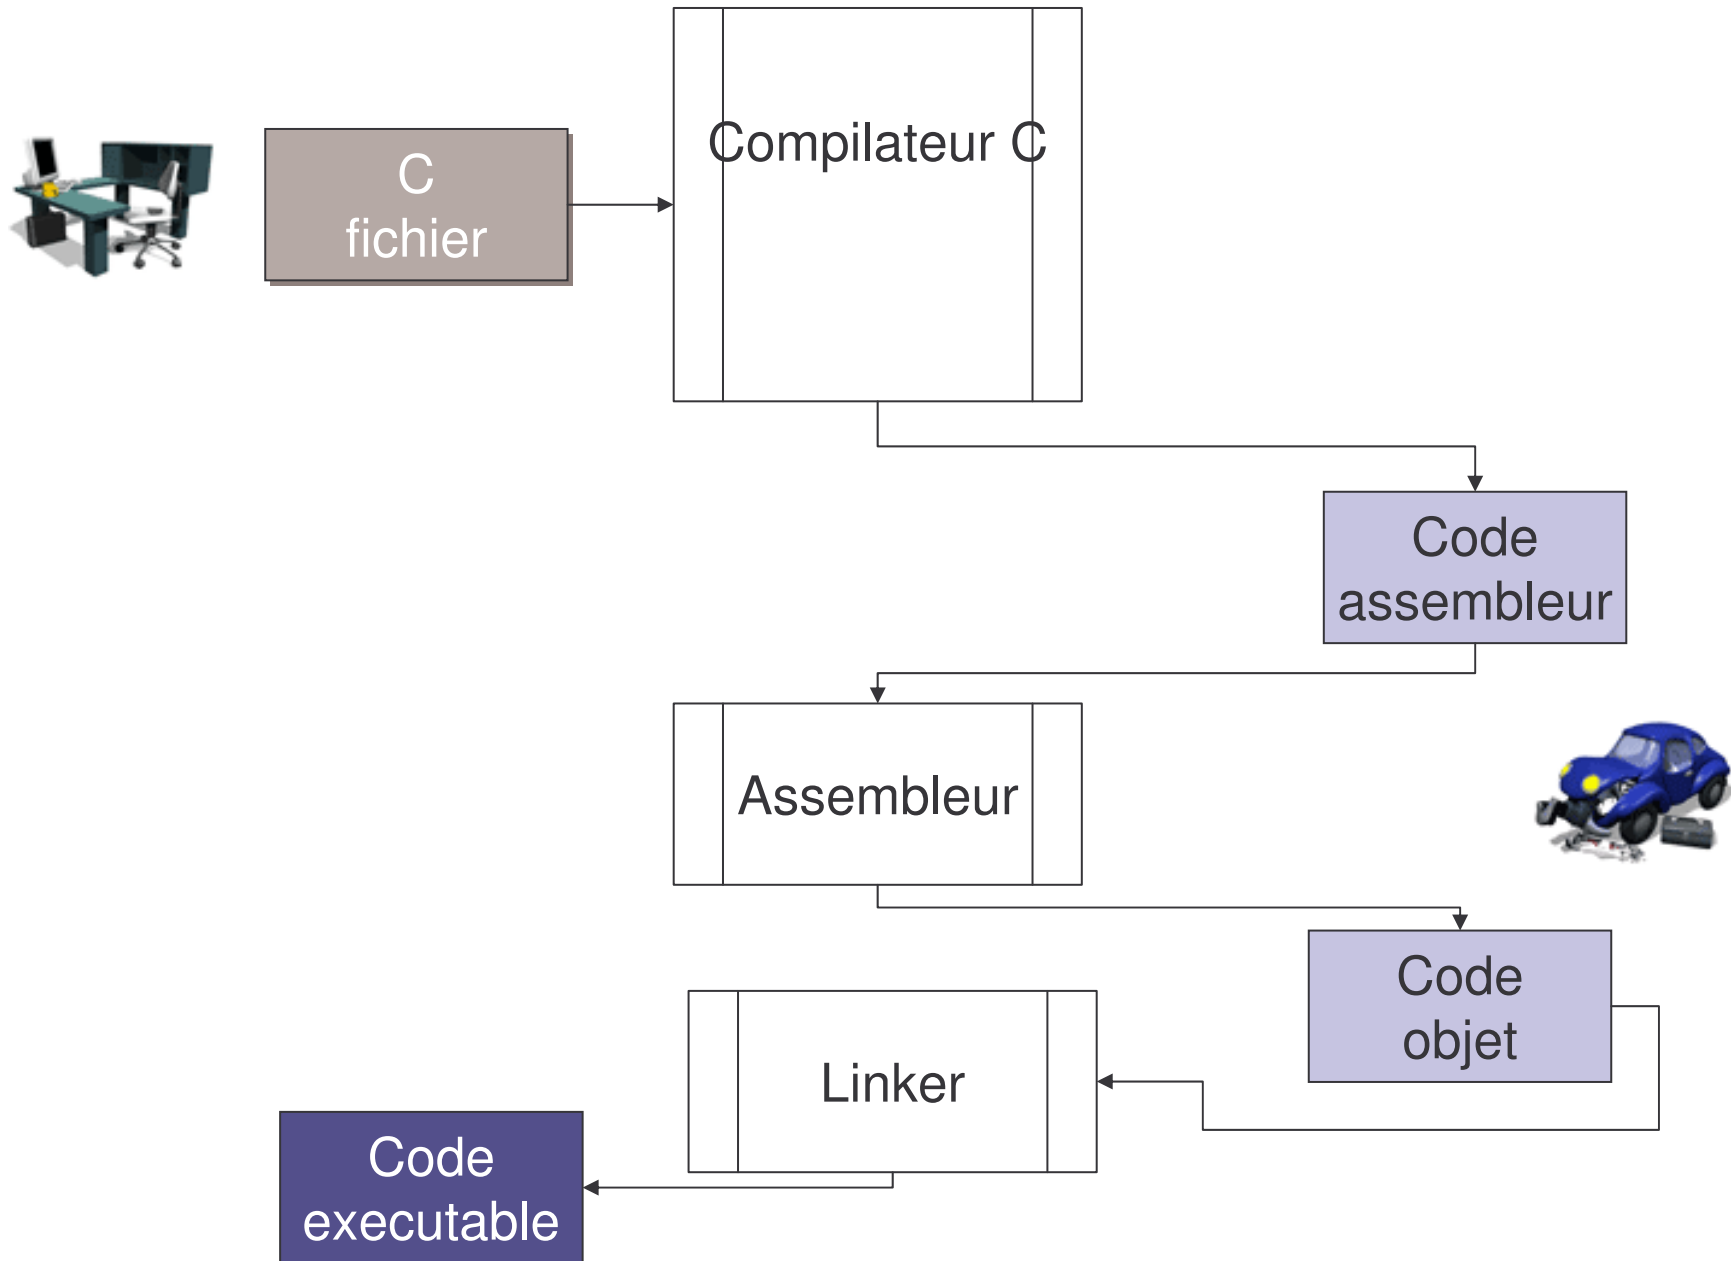 C
fichier
Compilateur C
Code
assembleur
Assembleur
Code
objet
Linker
Code
executable